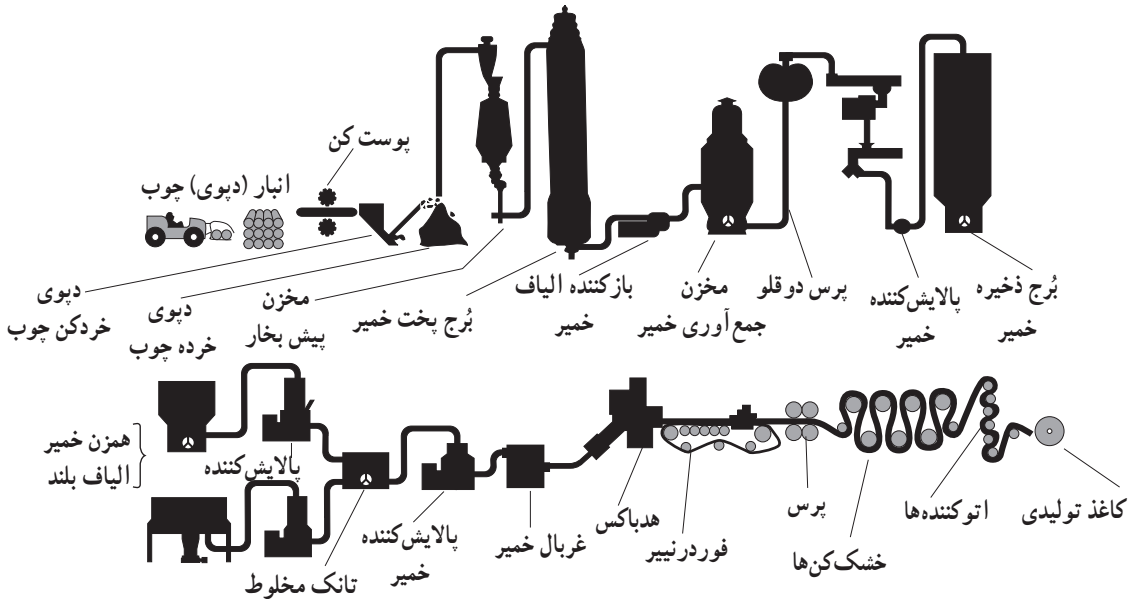 پوست کن
انبار (دپوی) چوب
دپوی
خردکن چوب
دپوی
خرده چوب
مخزن
پیش بخار
بُرج پخت خمیر
بازکننده الیاف
خمیر
مخزن
جمع‌آوری خمیر
پرس دوقلو
پالایش‌کننده
خمیر
بُرج ذخیره
خمیر
همزن خمیر
الیاف بلند
پالایش‌کننده
تانک مخلوط
پالایش‌کننده
خمیر
غربال خمیر
هدباکس
فوردرنییر
پرس
خشک‌کن‌ها
اتوکننده‌ها
کاغذ تولیدی